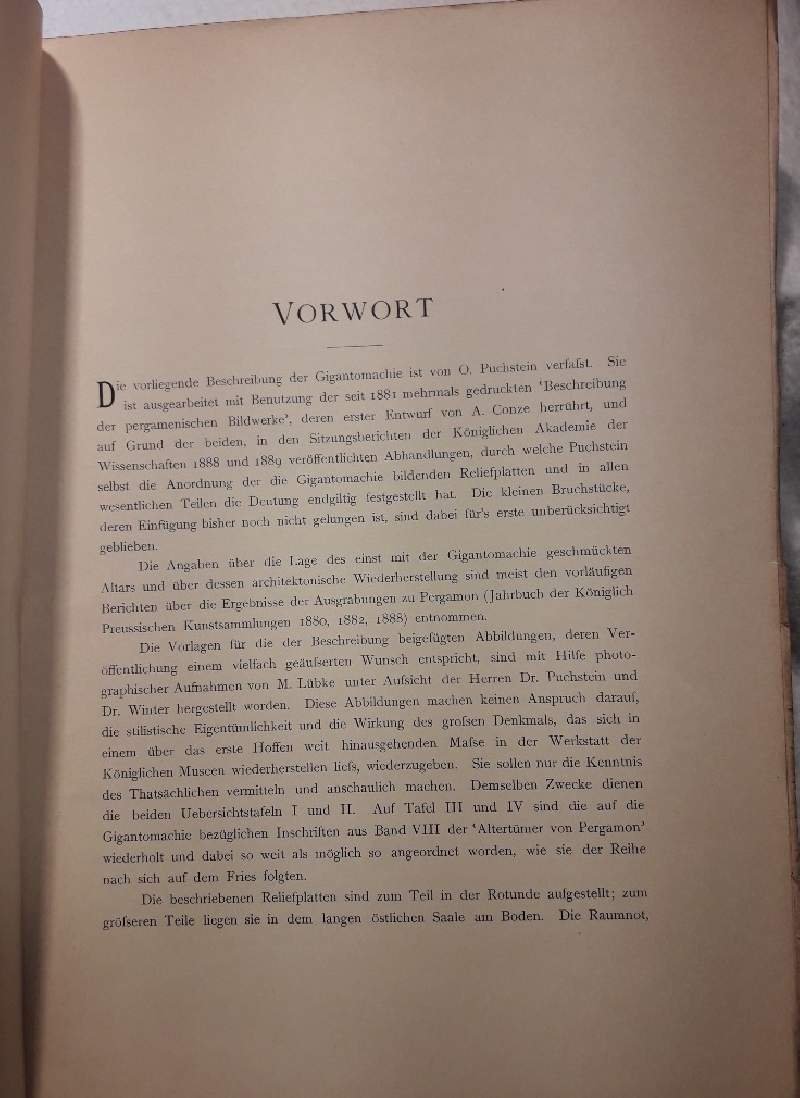 VORWORT
Die vorliegende Beschreibung der Gigantomachie ist von O. Puchstein verfaſst. Sie
ist ausgearbeitet mit Benutzung der seit 1881 mehrmals gedruckten ‘Beschreibung
der pergamenischen Bildwerke’, deren erster Entwurf von A. Conze herrührt, und
auf Grund der beiden, in den Sitzungsberichten der Königlichen Akademie der
Wissenschaften 1888 und 1889 veröffentlichten Abhandlungen, durch welche Puchstein
selbst die Anordnung der die Gigantomachie bildenden Reliefplatten und in allen
wesentlichen Teilen die Deutung endgiltig festgestellt hat. Die kleinen Bruchstücke,
deren Einfügung bisher noch nicht gelungen ist, sind dabei für's erste unberücksichtigt
geblieben.
Die Angaben über die Lage des einst mit der Gigantomachie geschmückten
Altars und über dessen architektonische Wiederherstellung sind meist den vorläufigen
Berichten über die Ergebnisse der Ausgrabungen zu Pergamon (Jahrbuch der Königlich
Preussischen Kunstsammlungen 1880, 1882, 1888) entnommen.
Die Vorlagen für die der Beschreibung beigefügten Abbildungen, deren Ver-
öffentlichung einem vielfach geäuſserten Wunsch entspricht, sind mit Hilfe photo-
graphischer Aufnahmen von M. Lübke unter Aufsicht der Herren Dr. Puchstein und
Dr. Winter hergestellt worden. Diese Abbildungen machen keinen Anspruch darauf,
die stilistische Eigentümlichkeit und die Wirkung des groſsen Denkmals, das sich in
einem über das erste Hoffen weit hinausgehenden Maſse in der Werkstatt der
Königlichen Museen wiederherstellen lieſs, wiederzugeben. Sie sollen nur die Kenntnis
des Thatsächlichen vermitteln und anschaulich machen. Demselben Zwecke dienen
die beiden Uebersichtstafeln I und II. Auf Tafel III und IV sind die auf die
Gigantomachie bezüglichen Inschriften aus Band VIII der ‘Altertümer von Pergamon’
wiederholt und dabei so weit als möglich so angeordnet worden, wie sie der Reihe
nach sich auf dem Fries folgten.
Die beschriebenen Reliefplatten sind zum Teil in der Rotunde aufgestellt; zum
gröſseren Teile liegen sie in dem langen östlichen Saale am Boden. Die Raumnot,